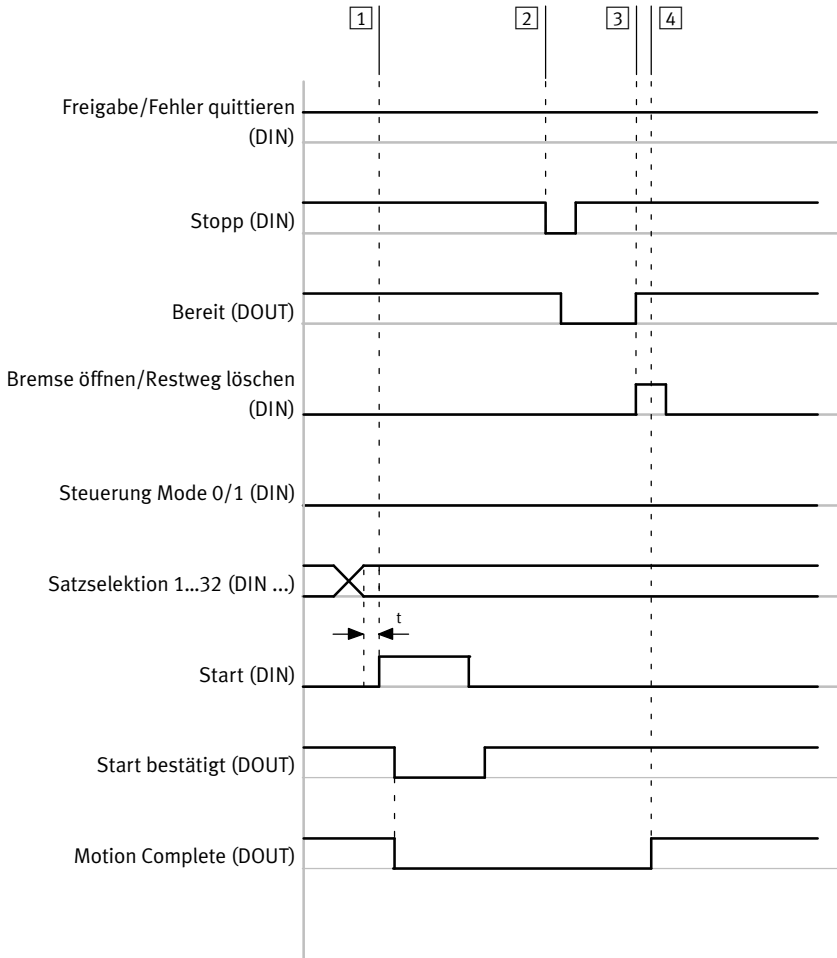 1 2 3 4
Freigabe/Fehler quittieren
(DIN)
Stopp (DIN)
Bereit (DOUT)
Bremse öffnen/Restweg löschen
(DIN)
Steuerung Mode 0/1 (DIN)
Satzselektion 1...32 (DIN ...)
t
Start (DIN)
Start bestätigt (DOUT)
Motion Complete (DOUT)